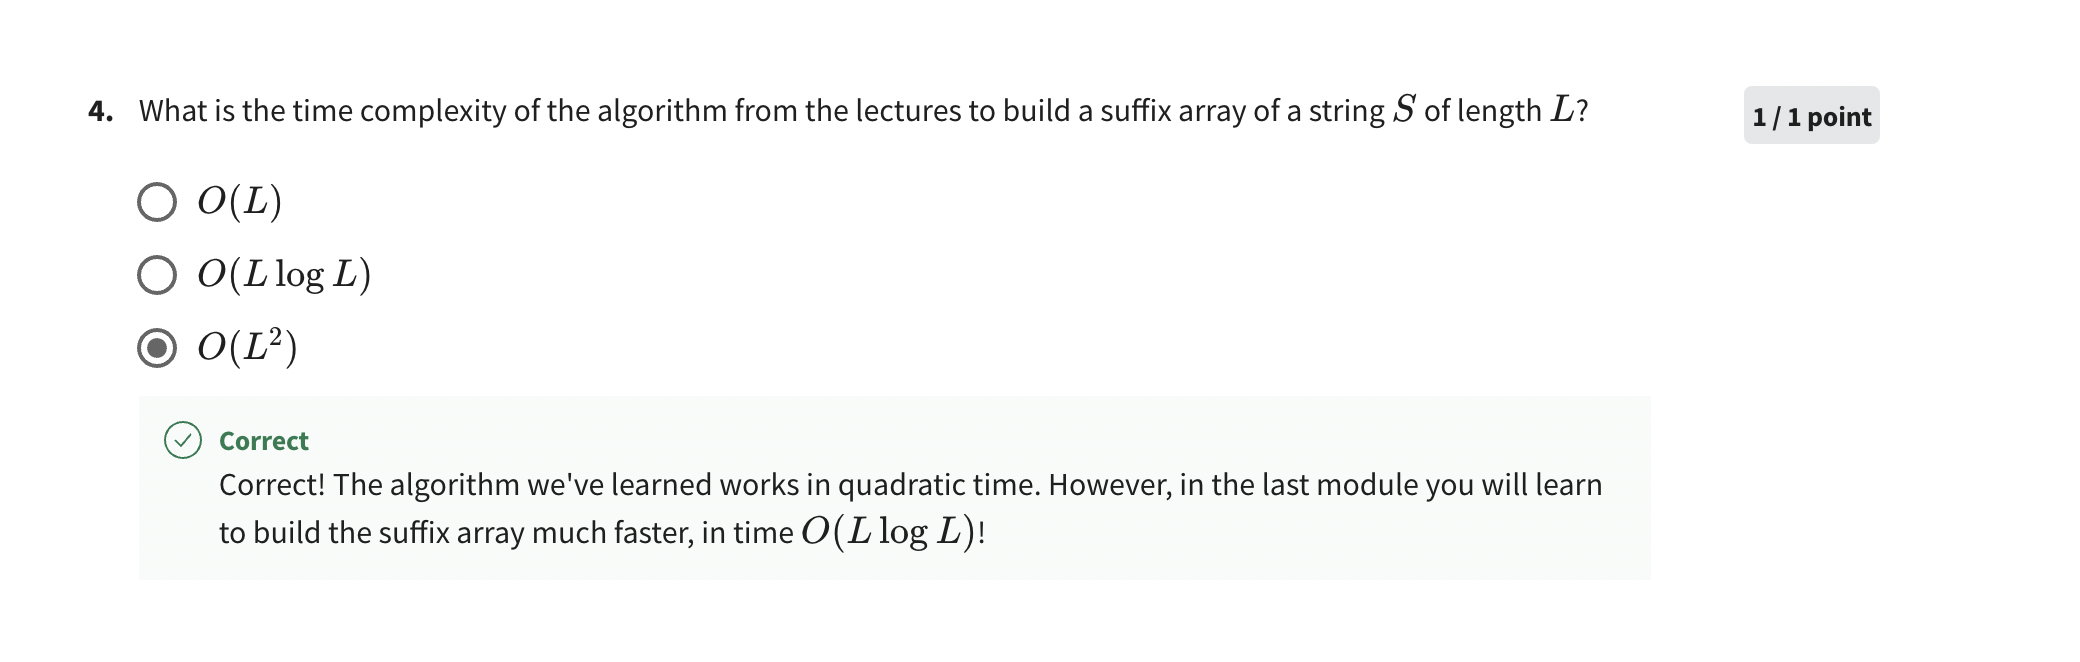 4. What is the time complexity of the algorithm from the lectures to build a suffix array of a string S of length L?
1 / 1 point
O(L)
O(L log L)
O(L²)
Correct
Correct! The algorithm we've learned works in quadratic time. However, in the last module you will learn
to build the suffix array much faster, in time O(L log L)!